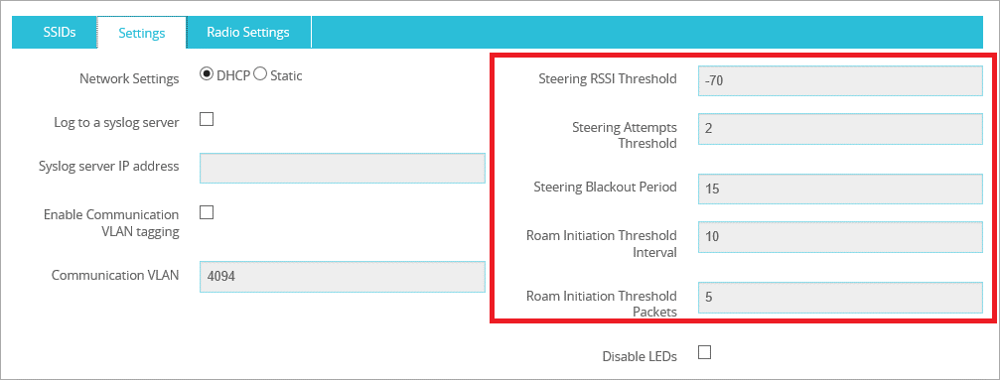 SSIDs
Settings
Radio Settings
Network Settings
DHCP
Static
Log to a syslog server
Syslog server IP address
Enable Communication
VLAN tagging
Communication VLAN
4094
Steering RSSI Threshold
-70
Steering Attempts
Threshold
2
Steering Blackout Period
15
Roam Initiation Threshold
Interval
10
Roam Initiation Threshold
Packets
5
Disable LEDs